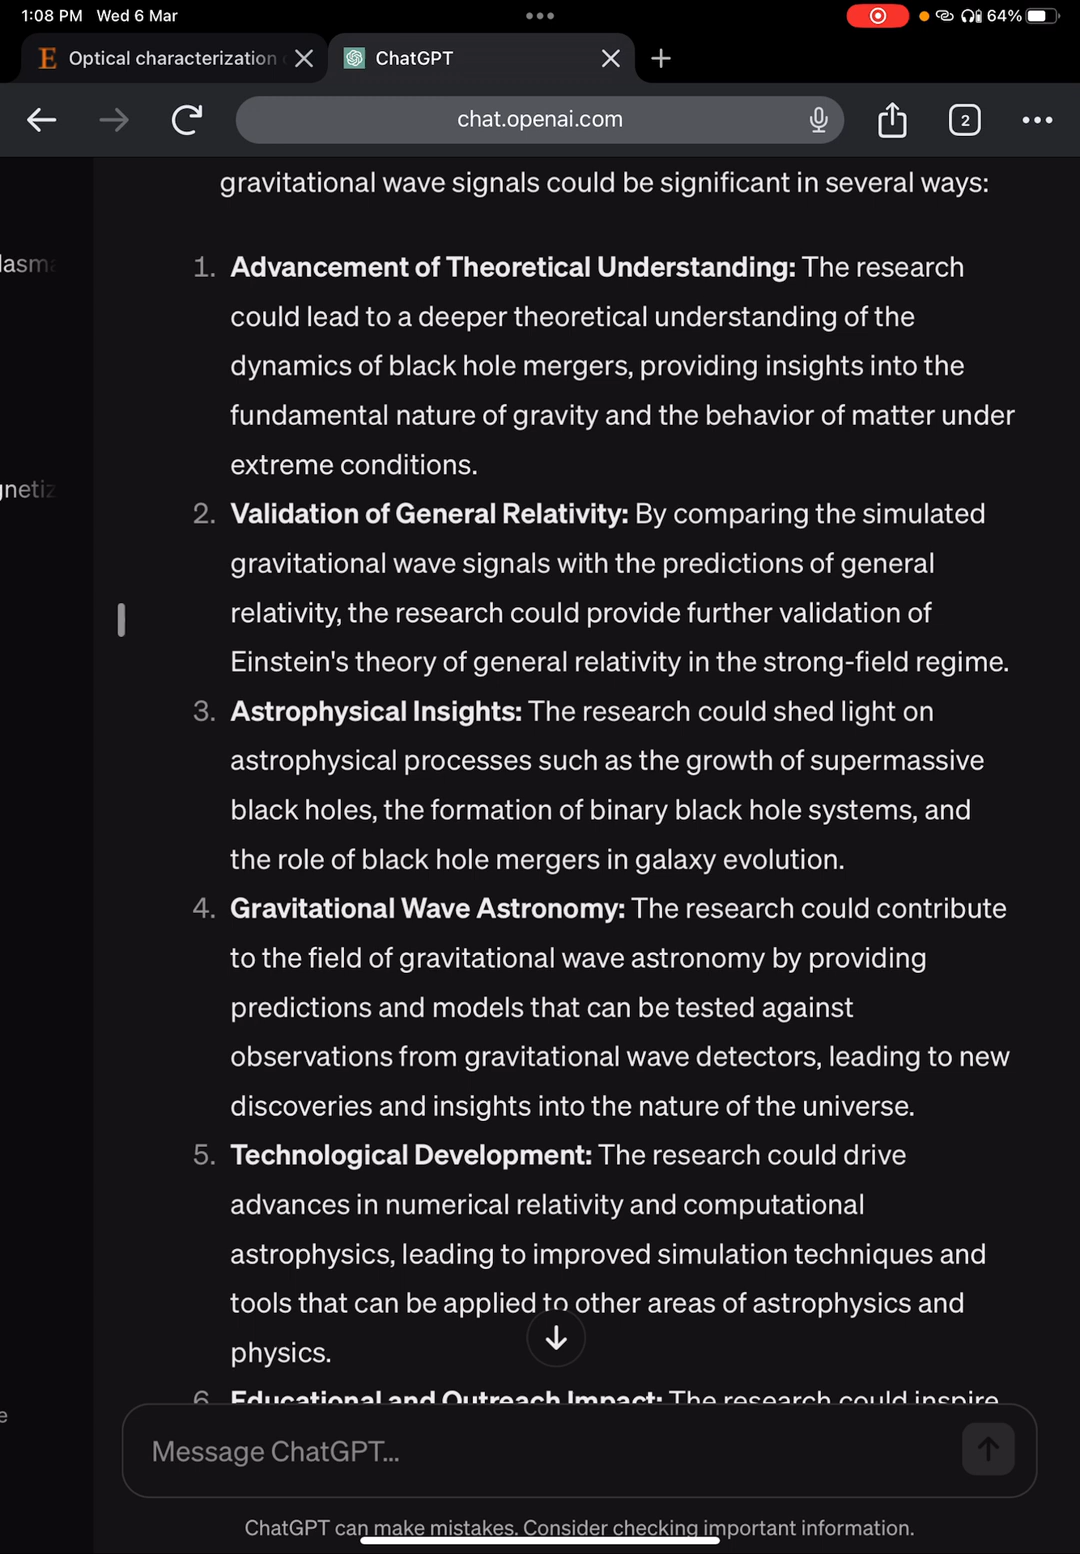 1:08 PM Wed 6 Mar
64%
E Optical characterization
ChatGPT
chat.openai.com
2
gravitational wave signals could be significant in several ways:
1. Advancement of Theoretical Understanding: The research
could lead to a deeper theoretical understanding of the
dynamics of black hole mergers, providing insights into the
fundamental nature of gravity and the behavior of matter under
extreme conditions.
2. Validation of General Relativity: By comparing the simulated
gravitational wave signals with the predictions of general
relativity, the research could provide further validation of
Einstein's theory of general relativity in the strong-field regime.
3. Astrophysical Insights: The research could shed light on
astrophysical processes such as the growth of supermassive
black holes, the formation of binary black hole systems, and
the role of black hole mergers in galaxy evolution.
4. Gravitational Wave Astronomy: The research could contribute
to the field of gravitational wave astronomy by providing
predictions and models that can be tested against
observations from gravitational wave detectors, leading to new
discoveries and insights into the nature of the universe.
5. Technological Development: The research could drive
advances in numerical relativity and computational
astrophysics, leading to improved simulation techniques and
tools that can be applied to other areas of astrophysics and
physics.
6. Educational and Outreach Impact: The research could inspire
Message ChatGPT...
ChatGPT can make mistakes. Consider checking important information.